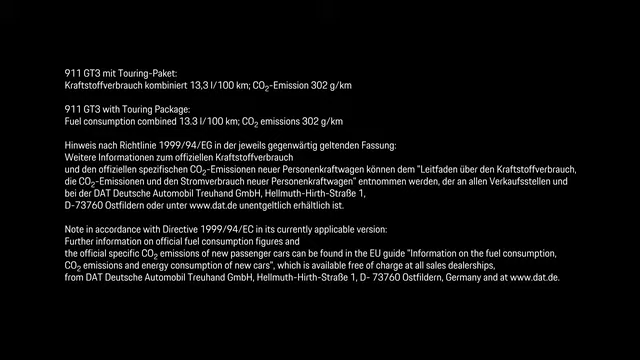 911 GT3 mit Touring-Paket:
Kraftstoffverbrauch kombiniert 13,3 l/100 km; CO₂-Emission 302 g/km
911 GT3 with Touring Package:
Fuel consumption combined 13.3 l/100 km; CO₂ emissions 302 g/km
Hinweis nach Richtlinie 1999/94/EG in der jeweils gegenwärtig geltenden Fassung:
Weitere Informationen zum offiziellen Kraftstoffverbrauch
und den offiziellen spezifischen CO₂-Emissionen neuer Personenkraftwagen können dem "Leitfaden über den Kraftstoffverbrauch,
die CO₂-Emissionen und den Stromverbrauch neuer Personenkraftwagen" entnommen werden, der an allen Verkaufsstellen und
bei der DAT Deutsche Automobil Treuhand GmbH, Hellmuth-Hirth-Straße 1,
D-73760 Ostfildern oder unter www.dat.de unentgeltlich erhältlich ist.
Note in accordance with Directive 1999/94/EC in its currently applicable version:
Further information on official fuel consumption figures and
the official specific CO₂ emissions of new passenger cars can be found in the EU guide "Information on the fuel consumption,
CO₂ emissions and energy consumption of new cars", which is available free of charge at all sales dealerships,
from DAT Deutsche Automobil Treuhand GmbH, Hellmuth-Hirth-Straße 1, D- 73760 Ostfildern, Germany and at www.dat.de.